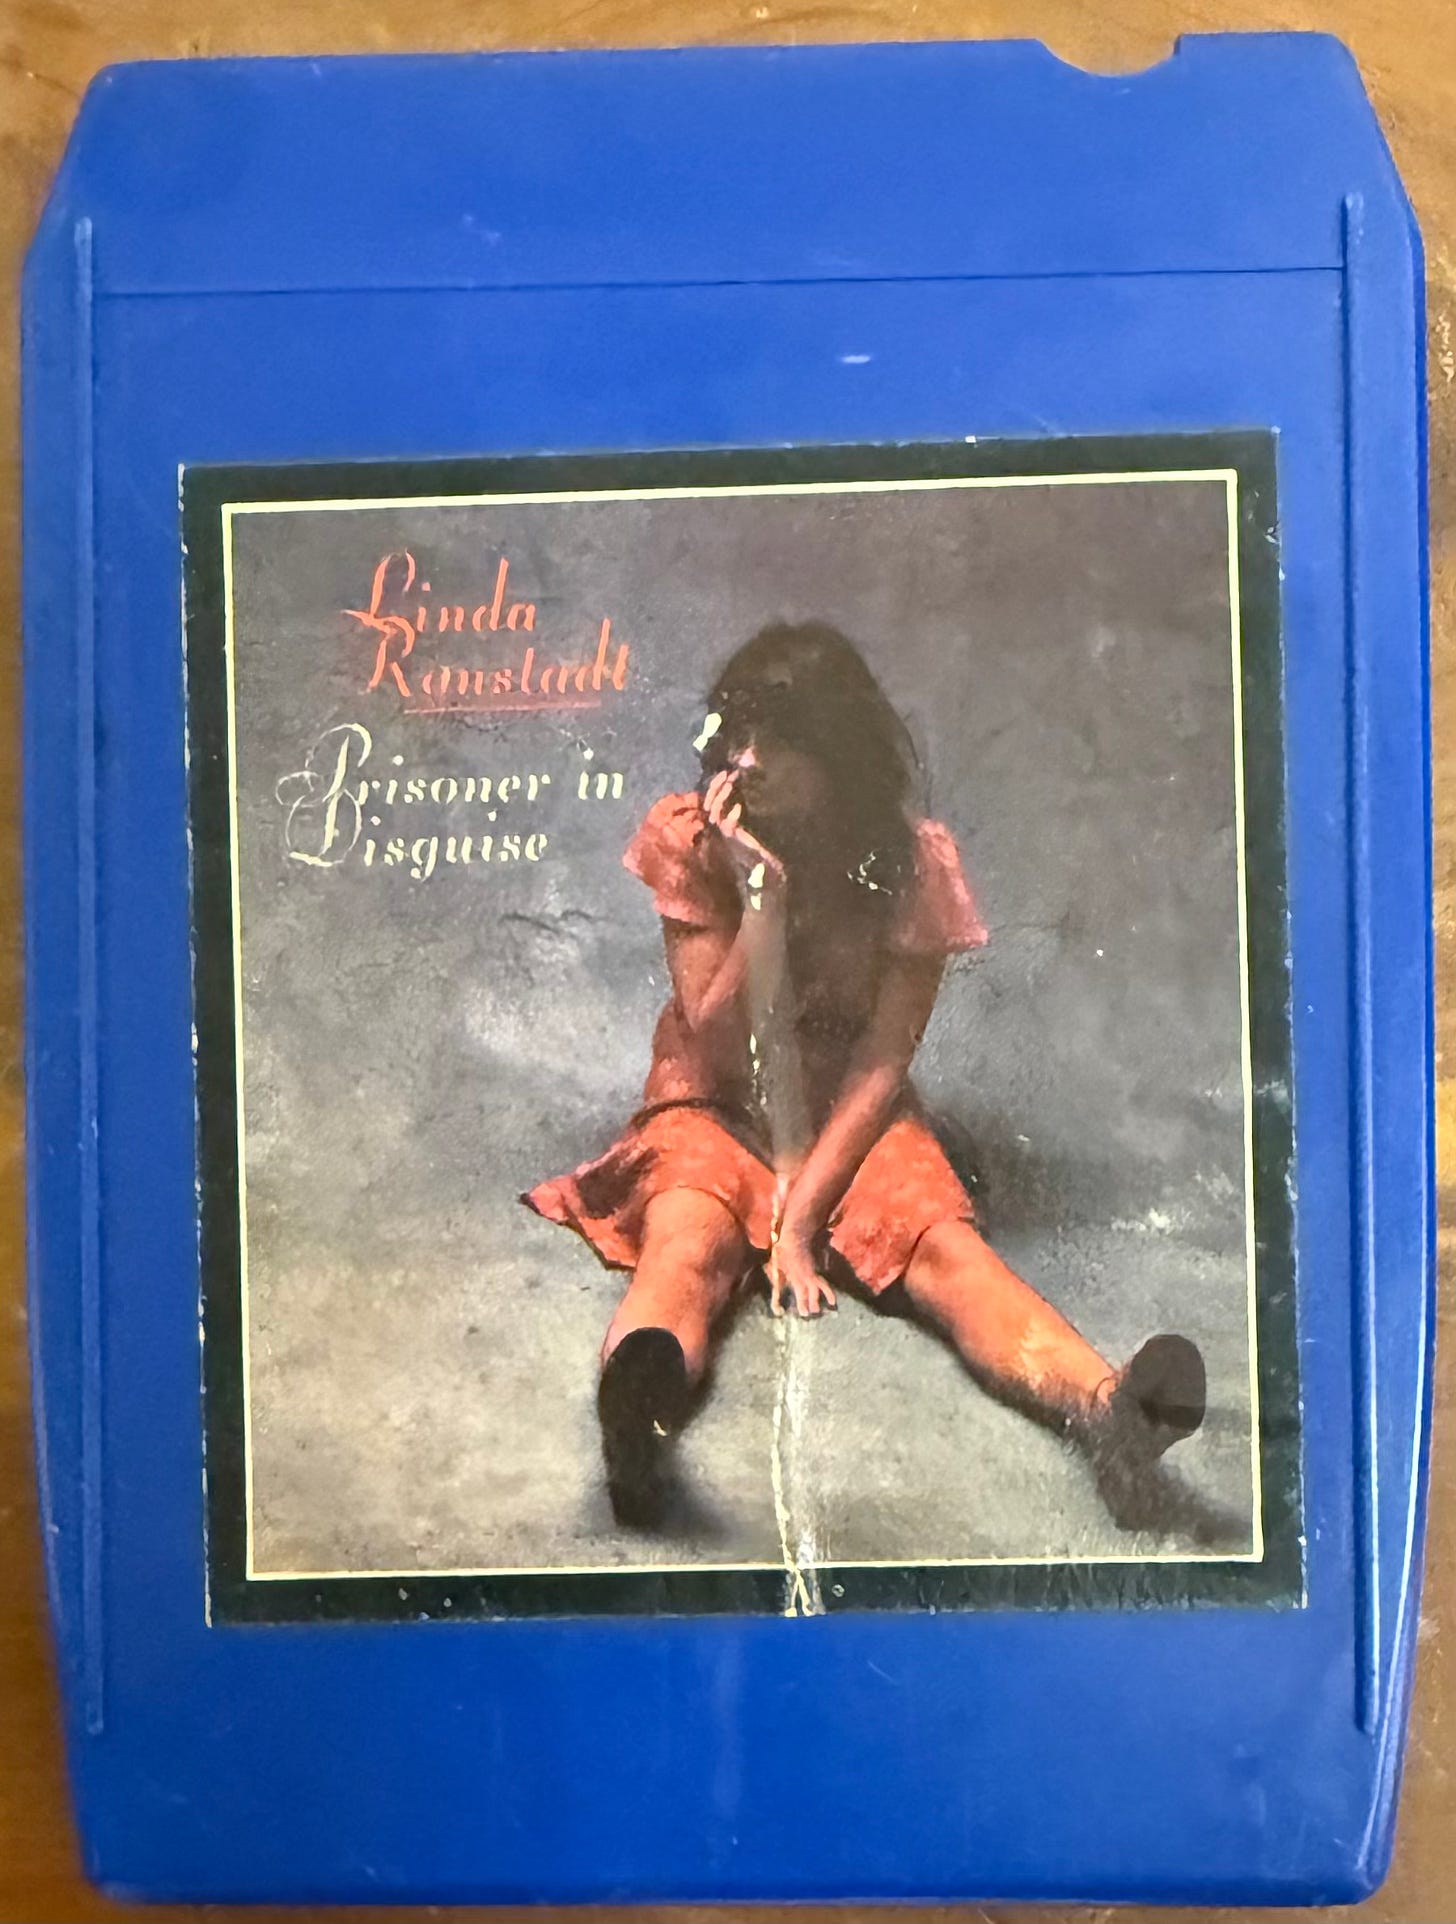 Linda
Ronstadt
Prisoner in
Disguise